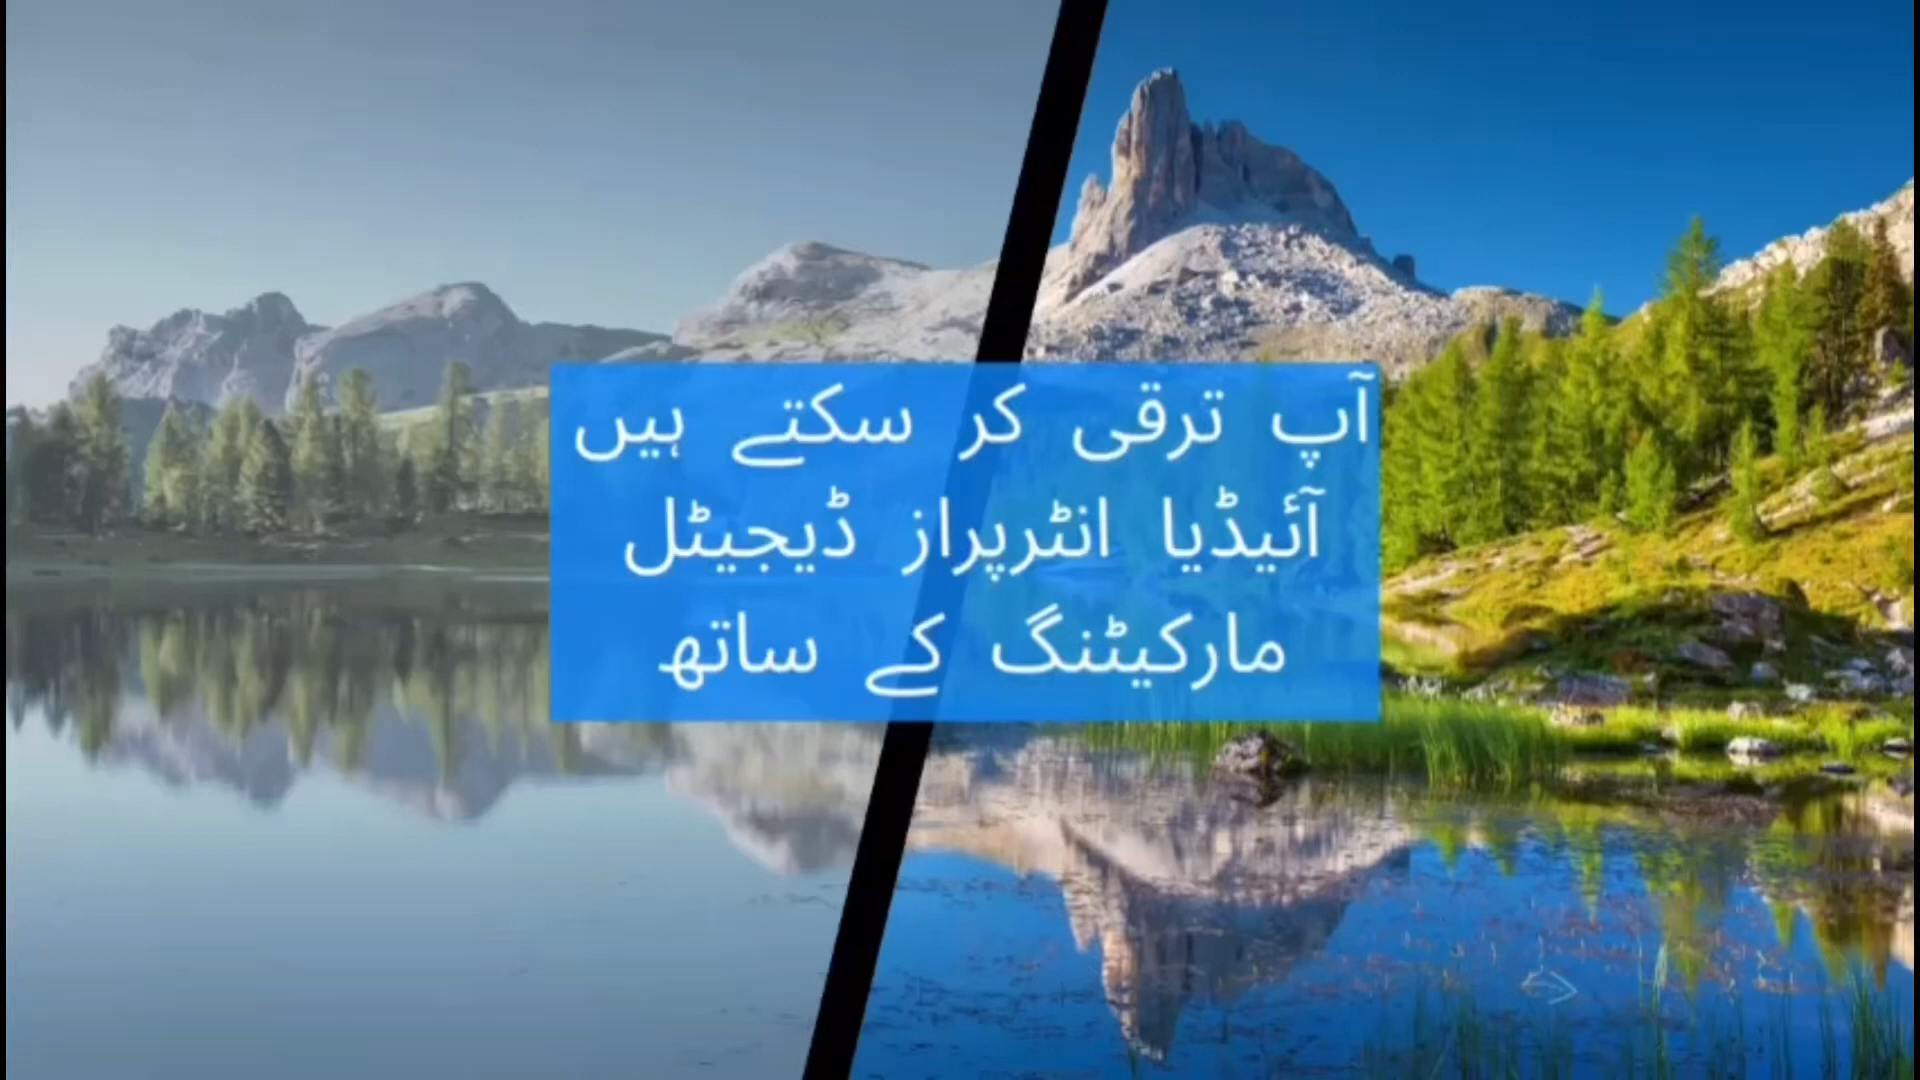 آپ ترقی کر سکتے ہیں
آئیڈیا انٹرپراز ڈیجیٹل
مارکیٹنگ کے ساتھ